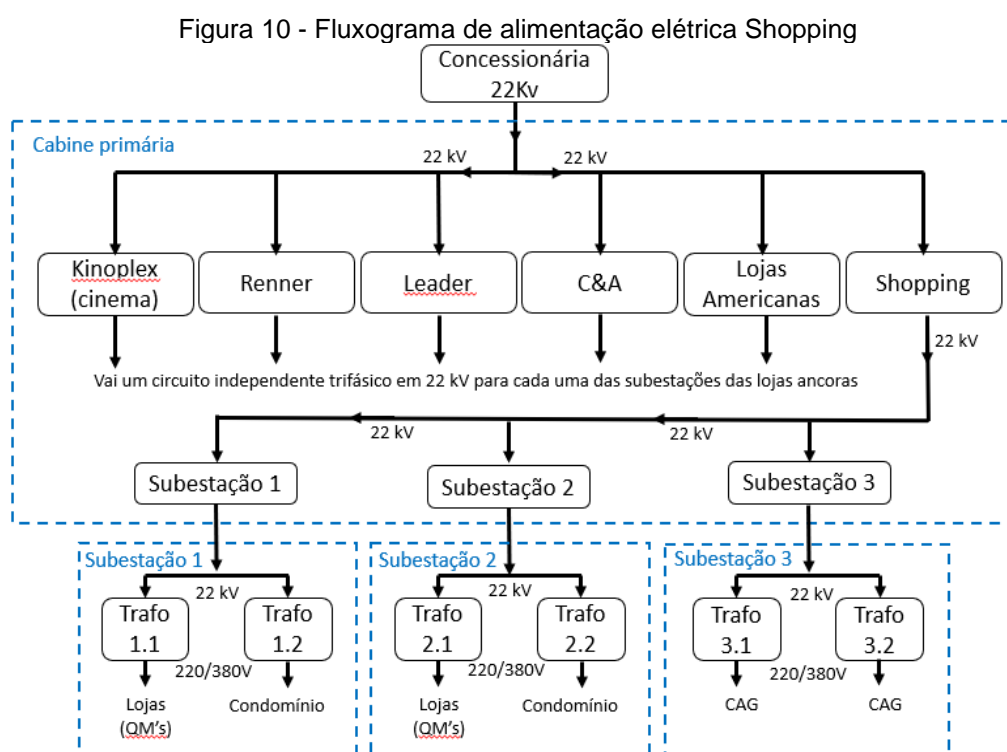 Figura 10 - Fluxograma de alimentação elétrica Shopping
Concessionária
22Kv
Cabine primária
22 kV
22 kV
Kinoplex
(cinema)
Renner
Leader
C&A
Lojas
Americanas
Shopping
22 kV
Vai um circuito independente trifásico em 22 kV para cada uma das subestações das lojas ancoras
22 kV
22 kV
Subestação 1
Subestação 2
Subestação 3
Subestação 1
22 kV
Trafo
1.1
Trafo
1.2
220/380V
Lojas
(QM's)
Condomínio
Subestação 2
22 kV
Trafo
2.1
Trafo
2.2
220/380V
Lojas
(QM's)
Condomínio
Subestação 3
22 kV
Trafo
3.1
Trafo
3.2
220/380V
CAG
CAG